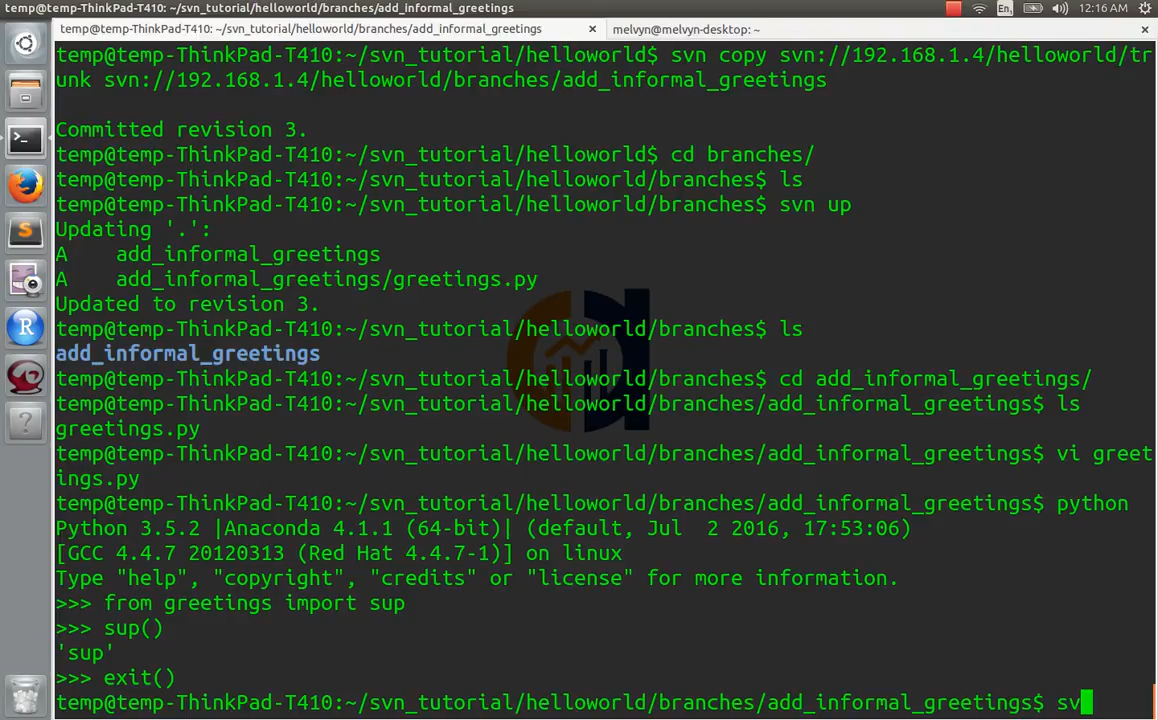 temp@temp-ThinkPad-T410: ~/svn_tutorial/helloworld/branches/add_informal_greetings
En₁
12:16 AM
temp@temp-ThinkPad-T410: ~/svn_tutorial/helloworld/branches/add_informal_greetings
melvyn@melvyn-desktop: ~
temp@temp-ThinkPad-T410:~/svn_tutorial/helloworld$ svn copy svn://192.168.1.4/helloworld/tr
unk svn://192.168.1.4/helloworld/branches/add_informal_greetings
Committed revision 3.
temp@temp-ThinkPad-T410:~/svn_tutorial/helloworld$ cd branches/
temp@temp-ThinkPad-T410:~/svn_tutorial/helloworld/branches$ ls
temp@temp-ThinkPad-T410:~/svn_tutorial/helloworld/branches$ svn up
Updating '.':
A    add_informal_greetings
A    add_informal_greetings/greetings.py
Updated to revision 3.
temp@temp-ThinkPad-T410:~/svn_tutorial/helloworld/branches$ ls
add_informal_greetings
temp@temp-ThinkPad-T410:~/svn_tutorial/helloworld/branches$ cd add_informal_greetings/
temp@temp-ThinkPad-T410:~/svn_tutorial/helloworld/branches/add_informal_greetings$ ls
greetings.py
temp@temp-ThinkPad-T410:~/svn_tutorial/helloworld/branches/add_informal_greetings$ vi greet
ings.py
temp@temp-ThinkPad-T410:~/svn_tutorial/helloworld/branches/add_informal_greetings$ python
Python 3.5.2 |Anaconda 4.1.1 (64-bit)| (default, Jul  2 2016, 17:53:06)
[GCC 4.4.7 20120313 (Red Hat 4.4.7-1)] on linux
Type "help", "copyright", "credits" or "license" for more information.
>>> from greetings import sup
>>> sup()
'sup'
>>> exit()
temp@temp-ThinkPad-T410:~/svn_tutorial/helloworld/branches/add_informal_greetings$ sv